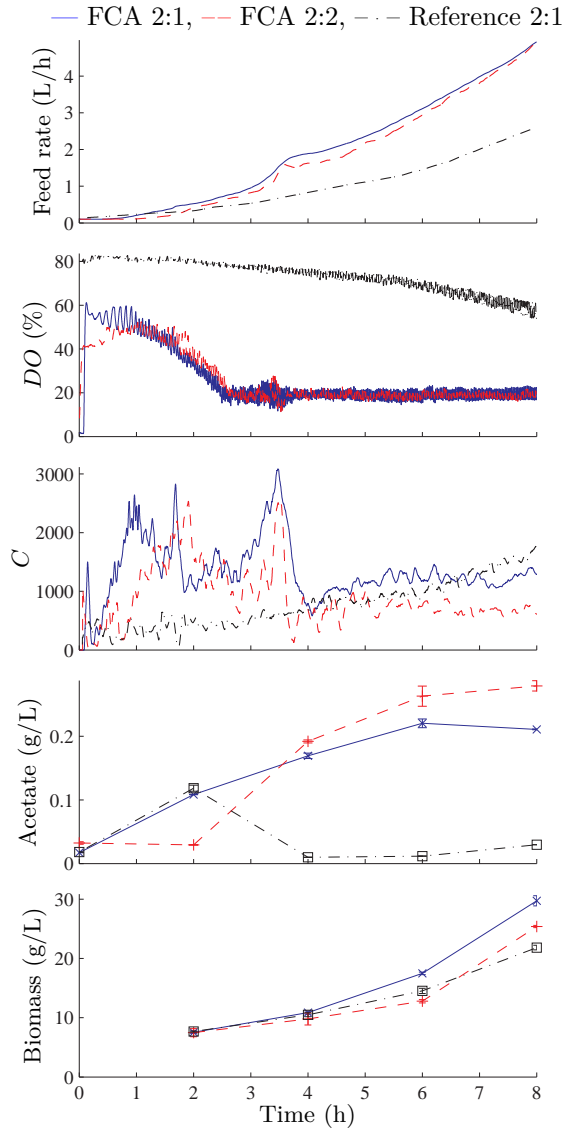 FCA 2:1, FCA 2:2, Reference 2:1
Feed rate (L/h)
4
3
2
1
0
DO (%)
80
60
40
20
0
C
3000
2000
1000
0
Acetate (g/L)
0.2
0.1
0
Biomass (g/L)
30
20
10
0
0 1 2 3 4 5 6 7 8
Time (h)